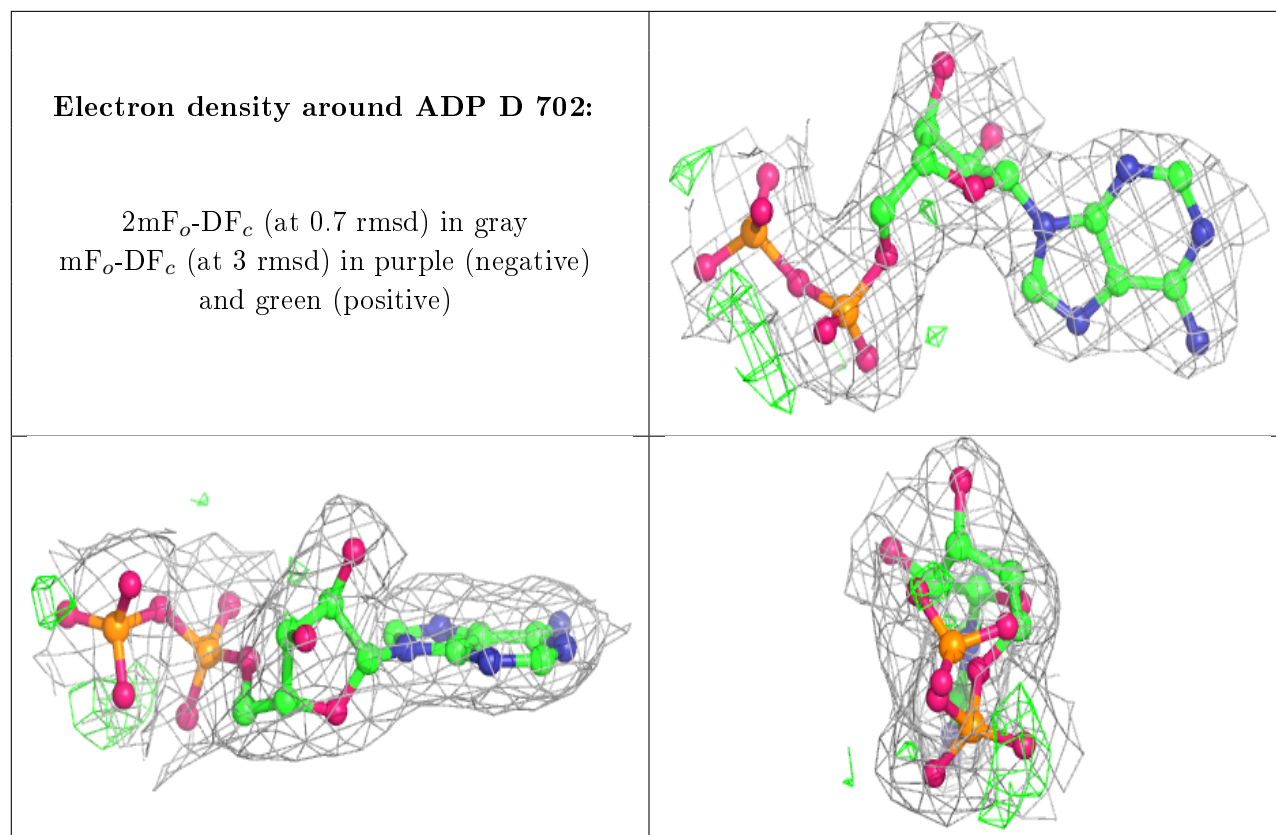 Electron density around ADP D 702:
2mFₒ-DF𝒸 (at 0.7 rmsd) in gray
mFₒ-DF𝒸 (at 3 rmsd) in purple (negative)
and green (positive)